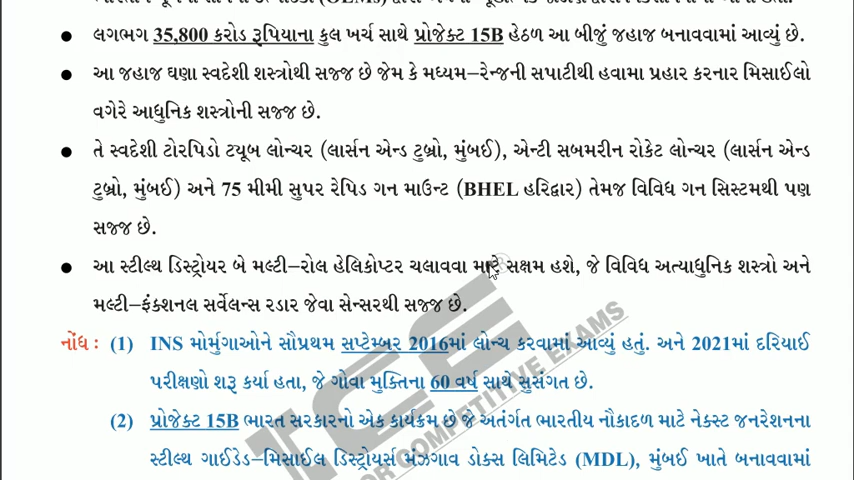 ● લગભગ 35,800 કરોડ રૂપિયાના કુલ ખર્ચ સાથે પ્રોજેક્ટ 15B હેઠળ આ બીજું જહાજ બનાવવામાં આવ્યું છે.
● આ જહાજ ઘણા સ્વદેશી શસ્ત્રોથી સજ્જ છે જેમ કે મધ્યમ–રેન્જની સપાટીથી હવામા પ્રહાર કરનાર મિસાઈલો
વગેરે આધુનિક શસ્ત્રોની સજ્જ છે.
● તે સ્વદેશી ટોરપિડો ટયૂબ લોન્ચર (લાર્સન એન્ડ ટુબ્રો, મુંબઈ), એન્ટી સબમરીન રોકેટ લોન્ચર (લાર્સન એન્ડ
ટુબ્રો, મુંબઈ) અને 75 મીમી સુપર રેપિડ ગન માઉન્ટ (BHEL હરિદ્વાર) તેમજ વિવિધ ગન સિસ્ટમથી પણ
સજ્જ છે.
● આ સ્ટીલ્થ ડિસ્ટ્રોયર બે મલ્ટી–રોલ હેલિકોપ્ટર ચલાવવા માટે સક્ષમ હશે, જે વિવિધ અત્યાધુનિક શસ્ત્રો અને
મલ્ટી–ફંક્શનલ સર્વેલન્સ રડાર જેવા સેન્સરથી સજ્જ છે.
નોંધ : (1) INS મોર્મુગાઓને સૌપ્રથમ સપ્ટેમ્બર 2016માં લોન્ચ કરવામાં આવ્યું હતું. અને 2021માં દરિયાઈ
પરીક્ષણો શરૂ કર્યા હતા, જે ગોવા મુક્તિના 60 વર્ષ સાથે સુસંગત છે.
(2) પ્રોજેક્ટ 15B ભારત સરકારનો એક કાર્યક્રમ છે જે અંતર્ગત ભારતીય નૌકાદળ માટે નેક્સ્ટ જનરેશનના
સ્ટીલ્થ ગાઈડેડ–મિસાઈલ ડિસ્ટ્રોયર્સ મઝગાવ ડોક્સ લિમિટેડ (MDL), મુંબઈ ખાતે બનાવવામાં
ICE
FOR COMPETITIVE EXAMS